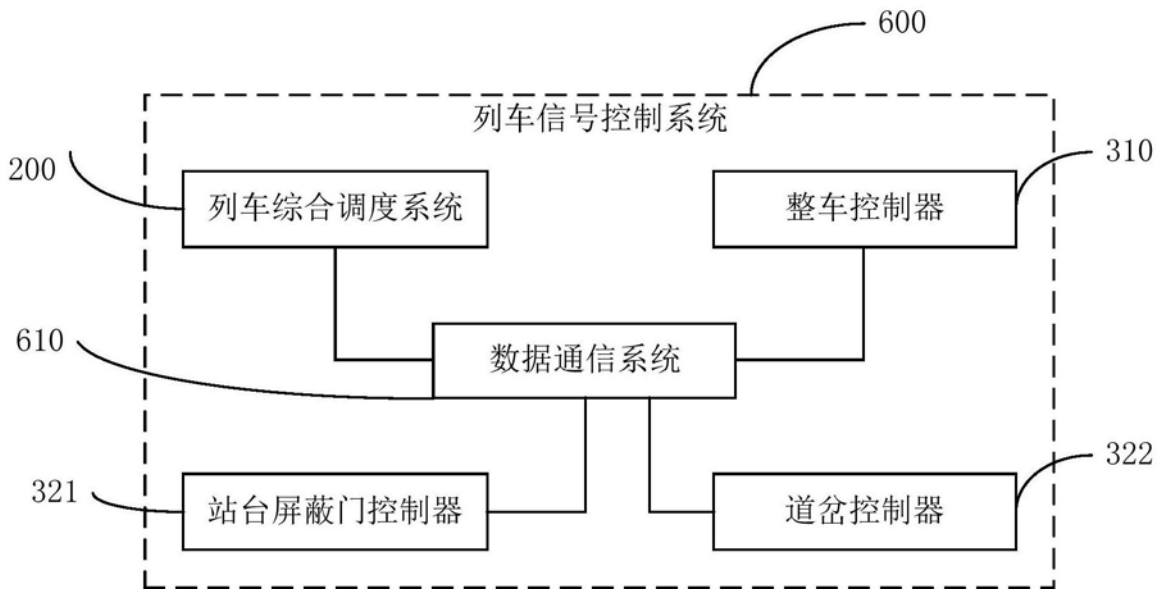 600
列车信号控制系统
200
列车综合调度系统
整车控制器
310
610
数据通信系统
321
站台屏蔽门控制器
道岔控制器
322